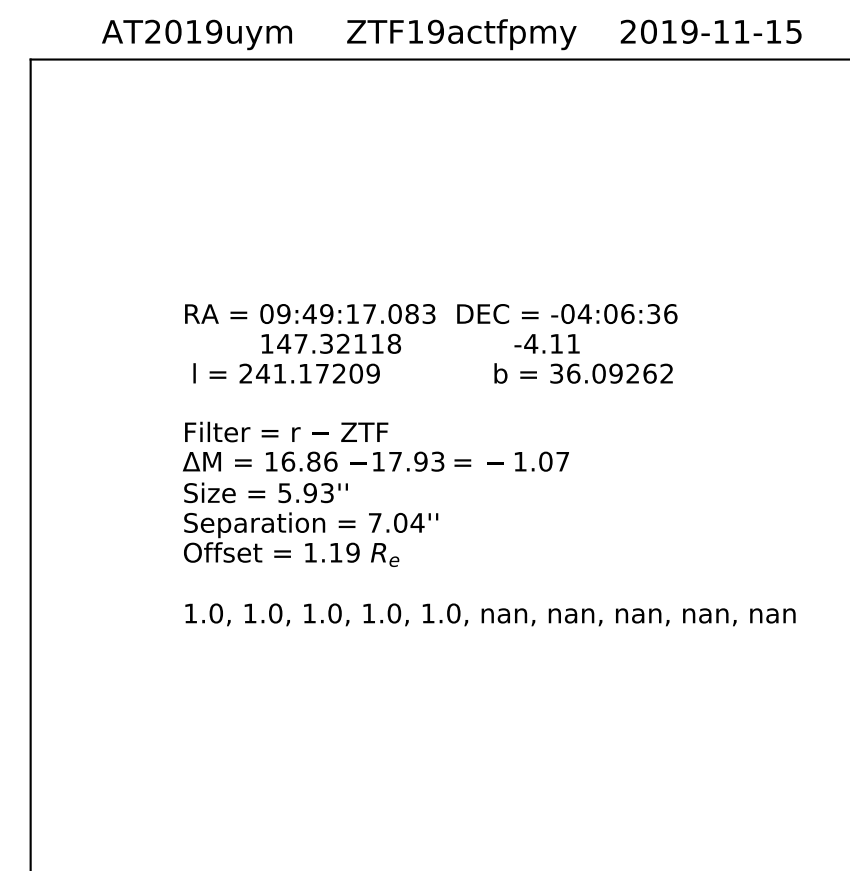 AT2019uym ZTF19actfpmy 2019-11-15
RA = 09:49:17.083 DEC = -04:06:36
147.32118 -4.11
l = 241.17209 b = 36.09262
Filter = r − ZTF
ΔM = 16.86 −17.93 = − 1.07
Size = 5.93''
Separation = 7.04''
Offset = 1.19 Rₑ
1.0, 1.0, 1.0, 1.0, 1.0, nan, nan, nan, nan, nan